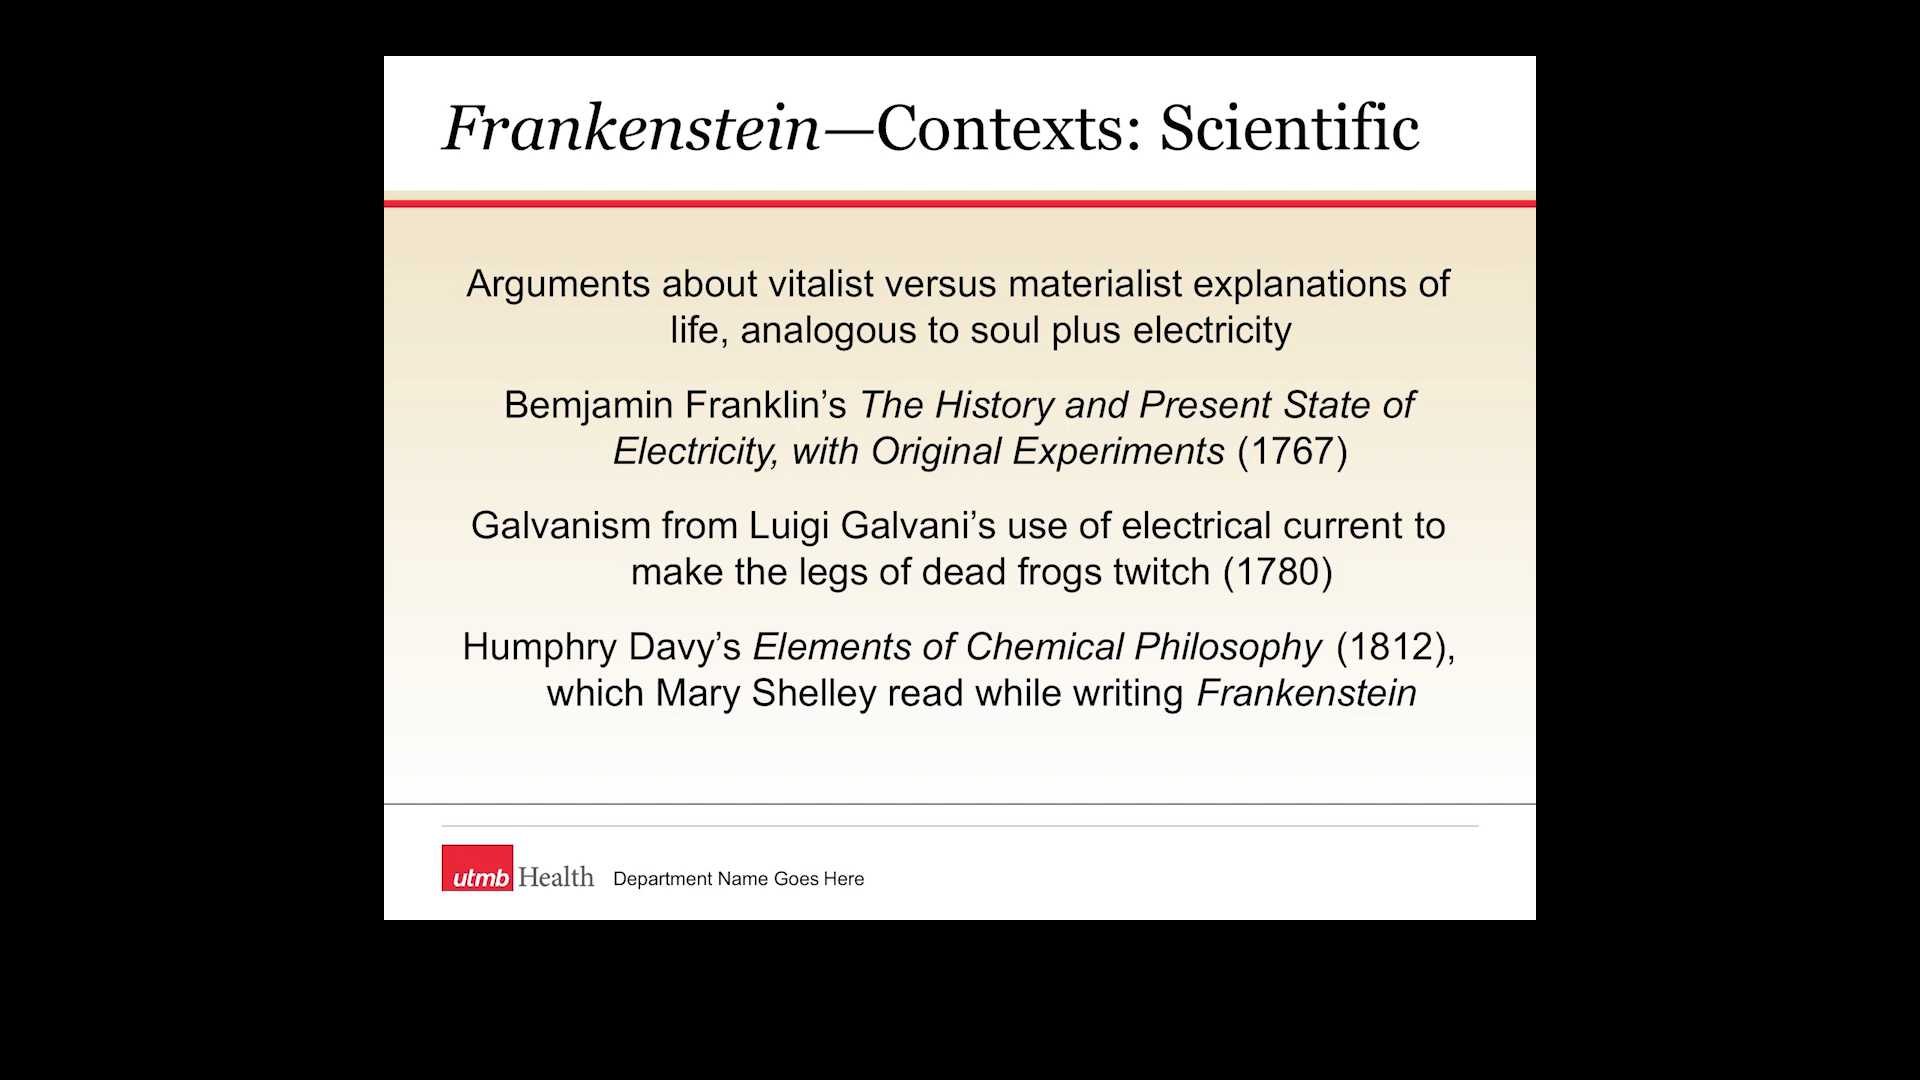 Frankenstein—Contexts: Scientific
Arguments about vitalist versus materialist explanations of
life, analogous to soul plus electricity
Bemjamin Franklin’s The History and Present State of
Electricity, with Original Experiments (1767)
Galvanism from Luigi Galvani’s use of electrical current to
make the legs of dead frogs twitch (1780)
Humphry Davy’s Elements of Chemical Philosophy (1812),
which Mary Shelley read while writing Frankenstein
utmb Health Department Name Goes Here